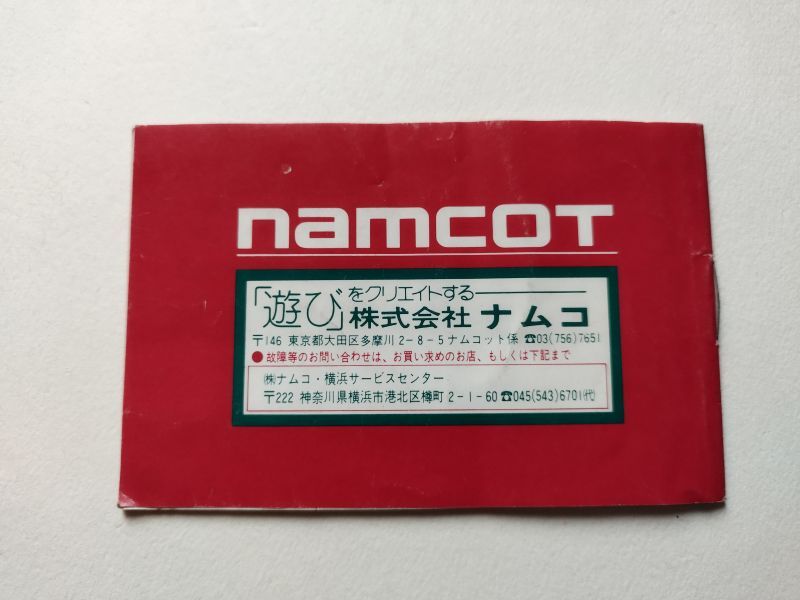 namcot
「遊び」をクリエイトする――
株式会社 ナムコ
〒146 東京都大田区多摩川2-8-5ナムコット係 ☎03(756)7651
●故障等のお問い合わせは、お買い求めのお店、もしくは下記まで
㈱ナムコ・横浜サービスセンター
〒222 神奈川県横浜市港北区樽町2-1-60☎045(543)6701㈹